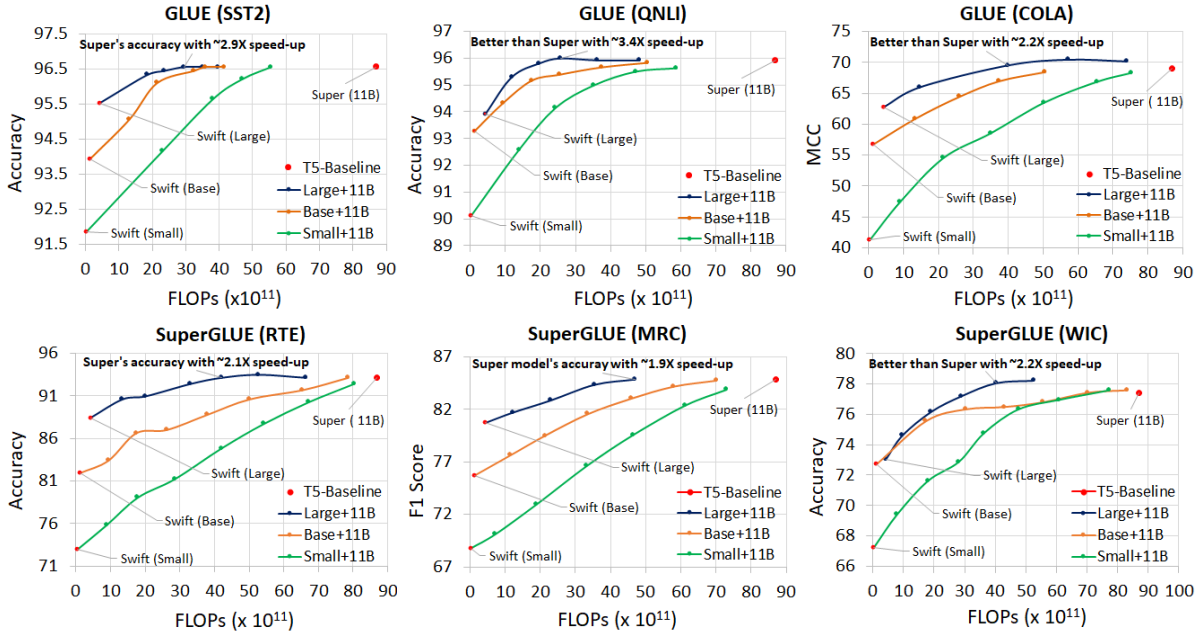 GLUE (SST2)
Super's accuracy with ~2.9X speed-up
97.5
96.5
95.5
94.5
93.5
92.5
91.5
Accuracy
Super (11B)
Swift (Large)
Swift (Base)
Swift (Small)
T5-Baseline
Large+11B
Base+11B
Small+11B
0 10 20 30 40 50 60 70 80 90
FLOPs (x10¹¹)
GLUE (QNLI)
Better than Super with ~3.4X speed-up
97
96
95
94
93
92
91
90
89
Accuracy
Super (11B)
Swift (Large)
Swift (Base)
Swift (Small)
T5-Baseline
Large+11B
Base+11B
Small+11B
0 10 20 30 40 50 60 70 80 90
FLOPs (x 10¹¹)
GLUE (COLA)
Better than Super with ~2.2X speed-up
75
70
65
60
55
50
45
40
MCC
Super ( 11B)
Swift (Large)
Swift (Base)
Swift (Small)
T5-Baseline
Large+11B
Base+11B
Small+11B
0 10 20 30 40 50 60 70 80 90
FLOPs (x 10¹¹)
SuperGLUE (RTE)
Super's accuracy with ~2.1X speed-up
96
91
86
81
76
71
Accuracy
Super (11B)
Swift (Large)
Swift (Base)
Swift (Small)
T5-Baseline
Large+11B
Base+11B
Small+11B
0 10 20 30 40 50 60 70 80 90
FLOPs (x 10¹¹)
SuperGLUE (MRC)
Super model's accuray with ~1.9X speed-up
87
82
77
72
67
F1 Score
Super (11B)
Swift (Large)
Swift (Base)
Swift (Small)
T5-Baseline
Large+11B
Base+11B
Small+11B
0 10 20 30 40 50 60 70 80 90
FLOPs (x 10¹¹)
SuperGLUE (WIC)
Better than Super with ~2.2X speed-up
80
78
76
74
72
70
68
66
Accuracy
Super (11B)
Swift (Large)
Swift (Base)
Swift (Small)
T5-Baseline
Large+11B
Base+11B
Small+11B
0 10 20 30 40 50 60 70 80 90 100
FLOPs (x 10¹¹)